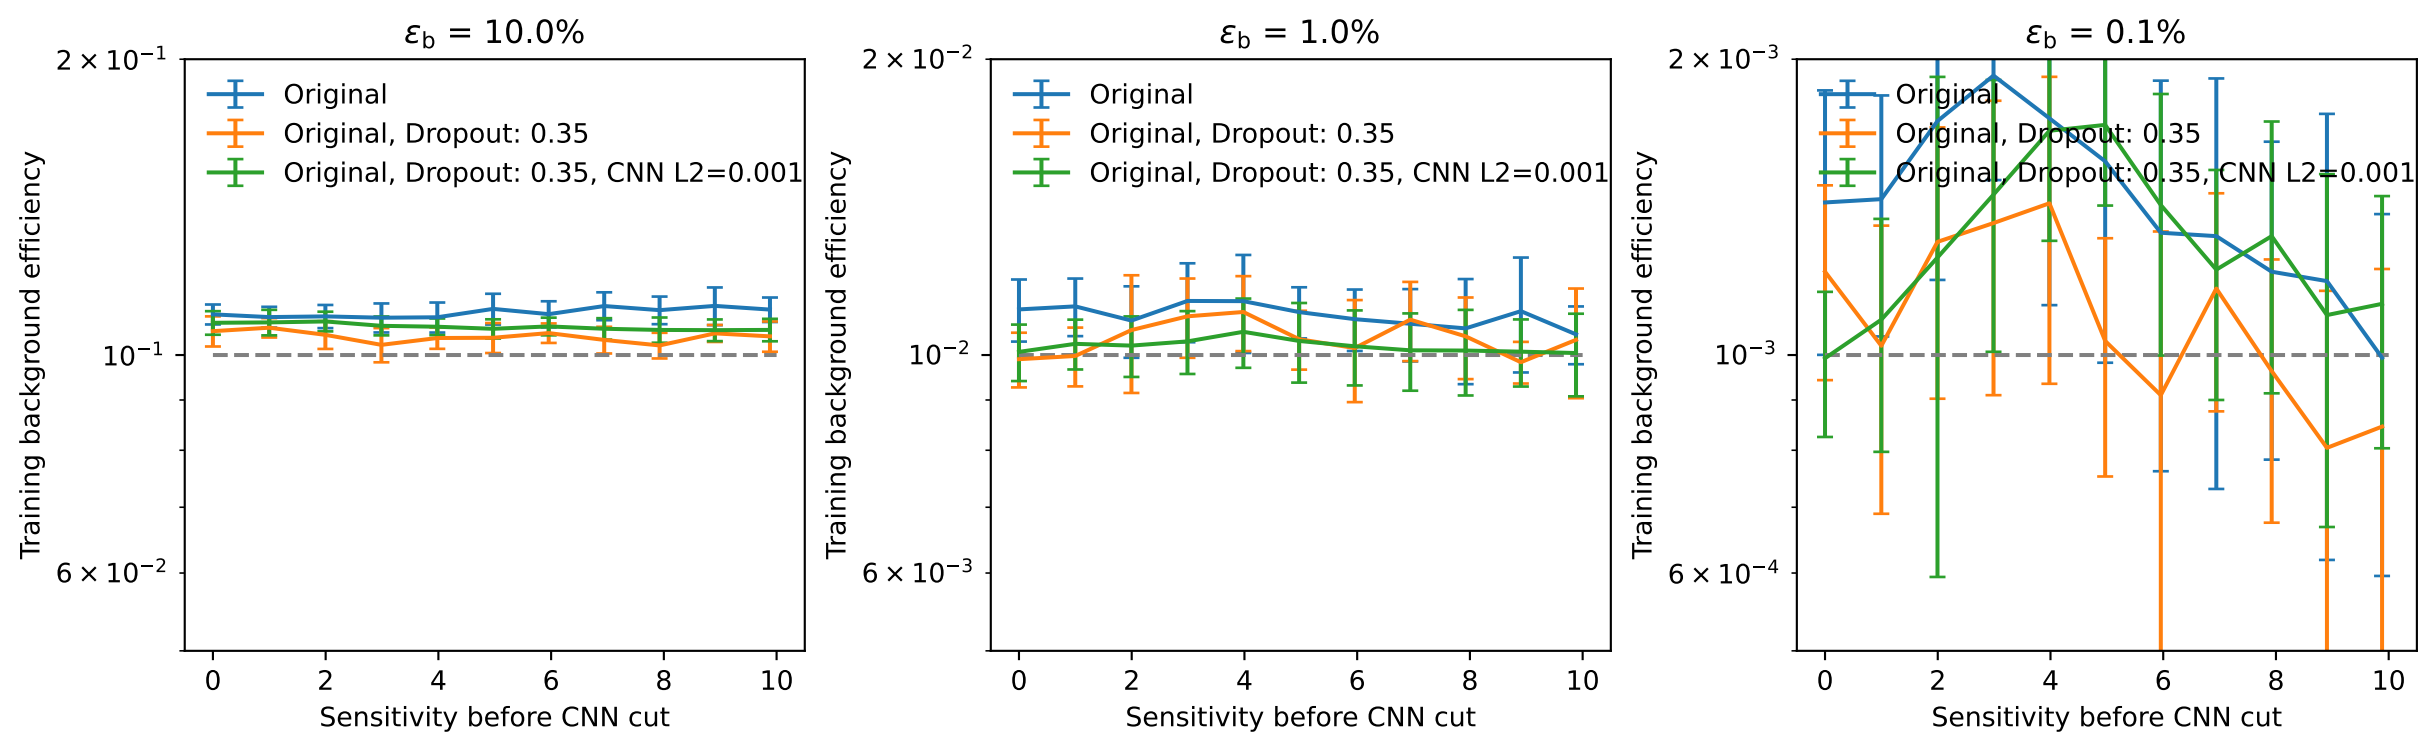 ε_b = 10.0%
2 × 10⁻¹
10⁻¹
6 × 10⁻²
Training background efficiency
Original
Original, Dropout: 0.35
Original, Dropout: 0.35, CNN L2=0.001
0 2 4 6 8 10
Sensitivity before CNN cut
ε_b = 1.0%
2 × 10⁻²
10⁻²
6 × 10⁻³
Training background efficiency
Original
Original, Dropout: 0.35
Original, Dropout: 0.35, CNN L2=0.001
0 2 4 6 8 10
Sensitivity before CNN cut
ε_b = 0.1%
2 × 10⁻³
10⁻³
6 × 10⁻⁴
Training background efficiency
Original
Original, Dropout: 0.35
Original, Dropout: 0.35, CNN L2=0.001
0 2 4 6 8 10
Sensitivity before CNN cut